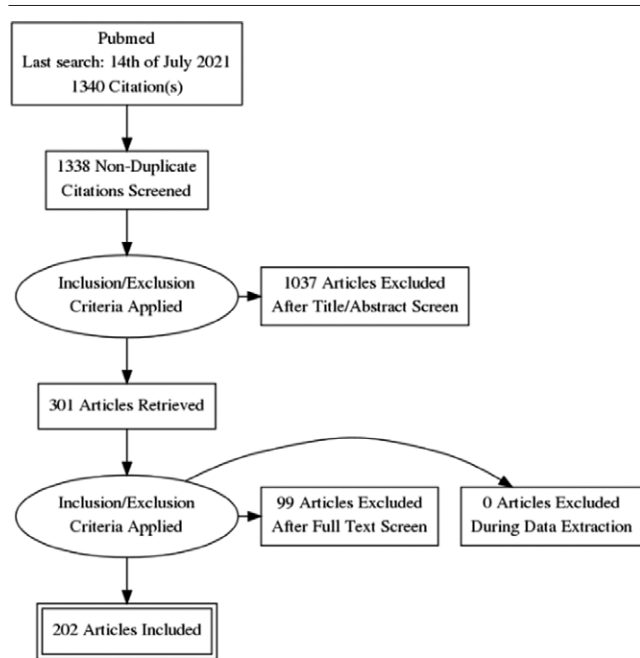 Pubmed
Last search: 14th of July 2021
1340 Citation(s)
1338 Non-Duplicate
Citations Screened
Inclusion/Exclusion
Criteria Applied
1037 Articles Excluded
After Title/Abstract Screen
301 Articles Retrieved
Inclusion/Exclusion
Criteria Applied
99 Articles Excluded
After Full Text Screen
0 Articles Excluded
During Data Extraction
202 Articles Included